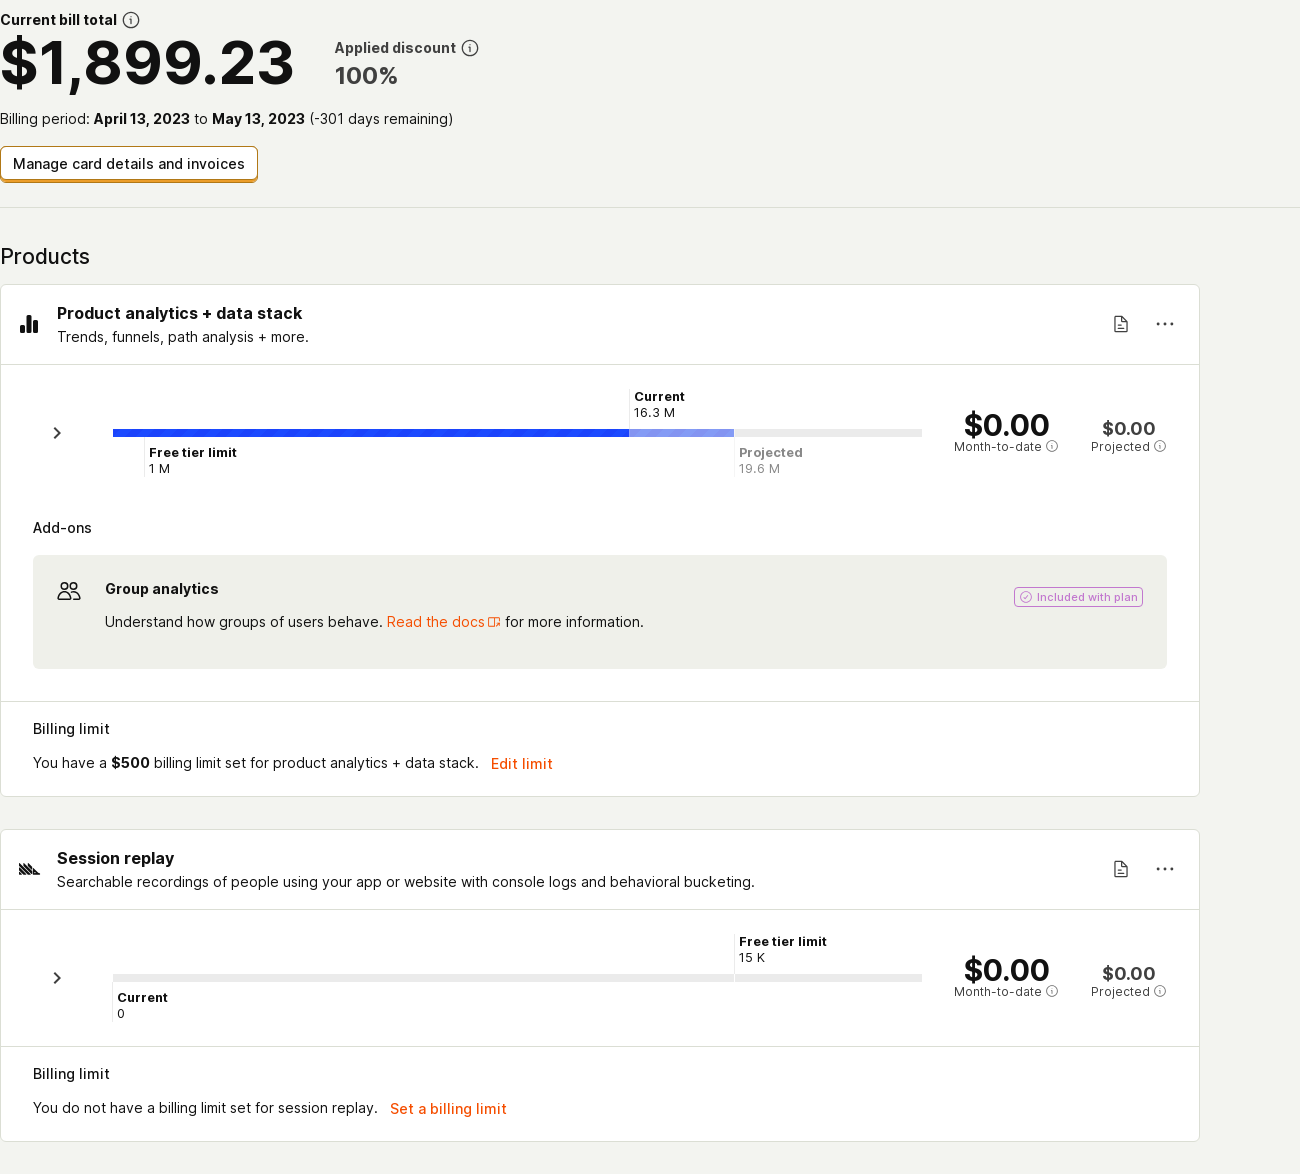 Current bill total
$1,899.23
Applied discount
100%
Billing period: April 13, 2023 to May 13, 2023 (-301 days remaining)
Manage card details and invoices
Products
Product analytics + data stack
Trends, funnels, path analysis + more.
Current
16.3 M
Free tier limit
1 M
Projected
19.6 M
$0.00
Month-to-date
$0.00
Projected
Add-ons
Group analytics
Included with plan
Understand how groups of users behave. Read the docs for more information.
Billing limit
You have a $500 billing limit set for product analytics + data stack. Edit limit
Session replay
Searchable recordings of people using your app or website with console logs and behavioral bucketing.
Free tier limit
15 K
Current
0
$0.00
Month-to-date
$0.00
Projected
Billing limit
You do not have a billing limit set for session replay. Set a billing limit